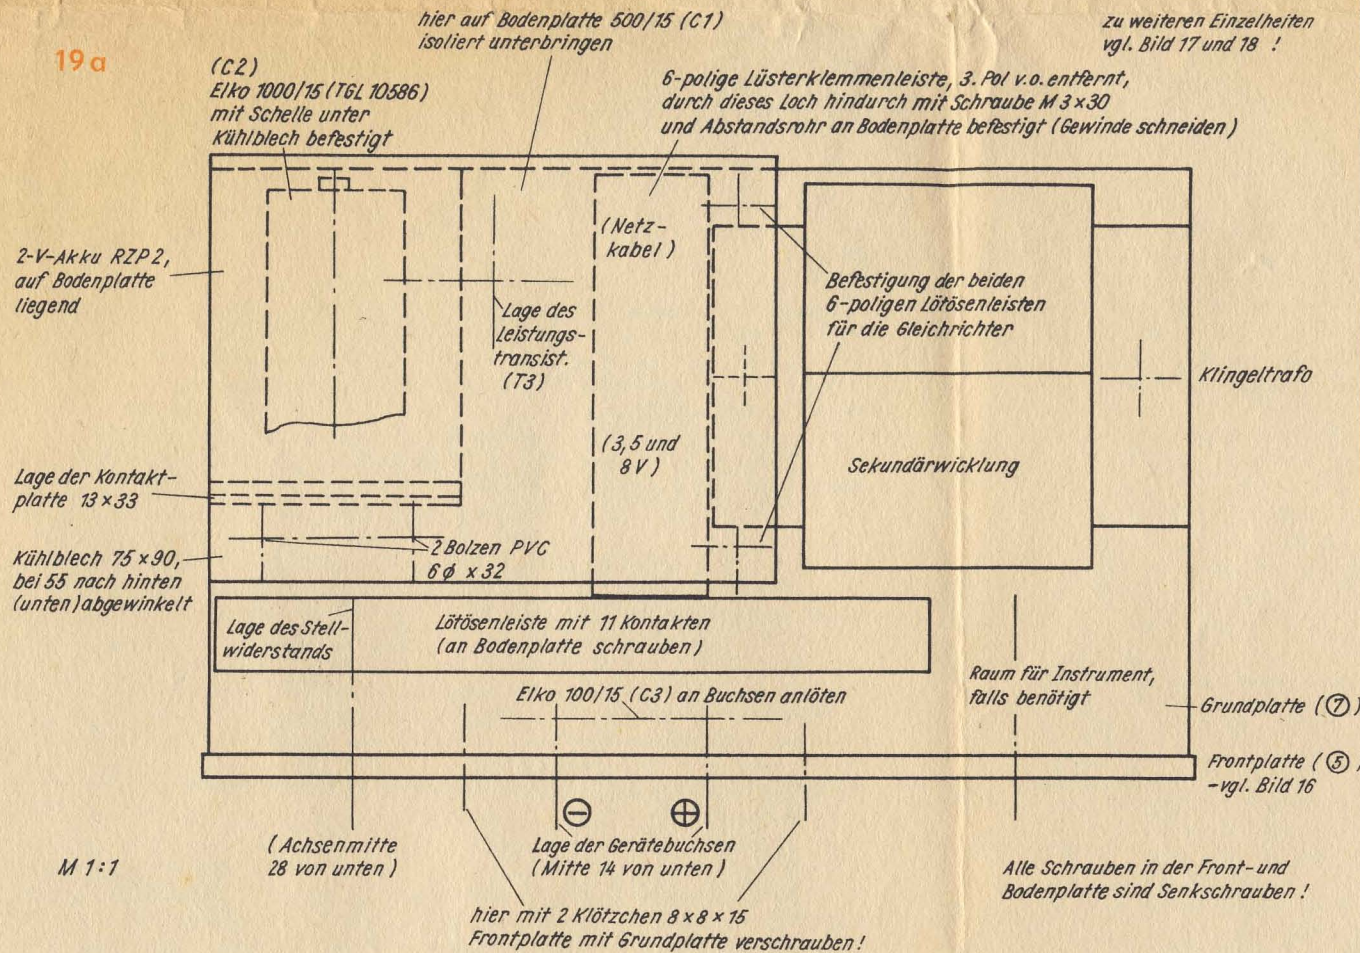 hier auf Bodenplatte 500/15 (C1)
isoliert unterbringen
zu weiteren Einzelheiten
vgl. Bild 17 und 18 !
19a
(C2)
Elko 1000/15 (TGL 10586)
mit Schelle unter
Kühlblech befestigt
6-polige Lüsterklemmenleiste, 3. Pol v.o. entfernt,
durch dieses Loch hindurch mit Schraube M 3×30
und Abstandsrohr an Bodenplatte befestigt (Gewinde schneiden)
2-V-Akku RZP2,
auf Bodenplatte
liegend
(Netz-
kabel)
Lage des
Leistungs-
transist.
(T3)
Befestigung der beiden
6-poligen Lötösenleisten
für die Gleichrichter
Klingeltrafo
(3,5 und
8 V)
Sekundärwicklung
Lage der Kontakt-
platte 13×33
2 Bolzen PVC
6ϕ × 32
Kühlblech 75×90,
bei 55 nach hinten
(unten) abgewinkelt
Lage des Stell-
widerstands
Lötösenleiste mit 11 Kontakten
(an Bodenplatte schrauben)
Elko 100/15 (C3) an Buchsen anlöten
Raum für Instrument,
falls benötigt
Grundplatte (⑦)
Frontplatte (⑤)
-vgl. Bild 16
⊖ ⊕
(Achsenmitte
28 von unten)
Lage der Gerätebuchsen
(Mitte 14 von unten)
M 1:1
Alle Schrauben in der Front- und
Bodenplatte sind Senkschrauben !
hier mit 2 Klötzchen 8×8×15
Frontplatte mit Grundplatte verschrauben!